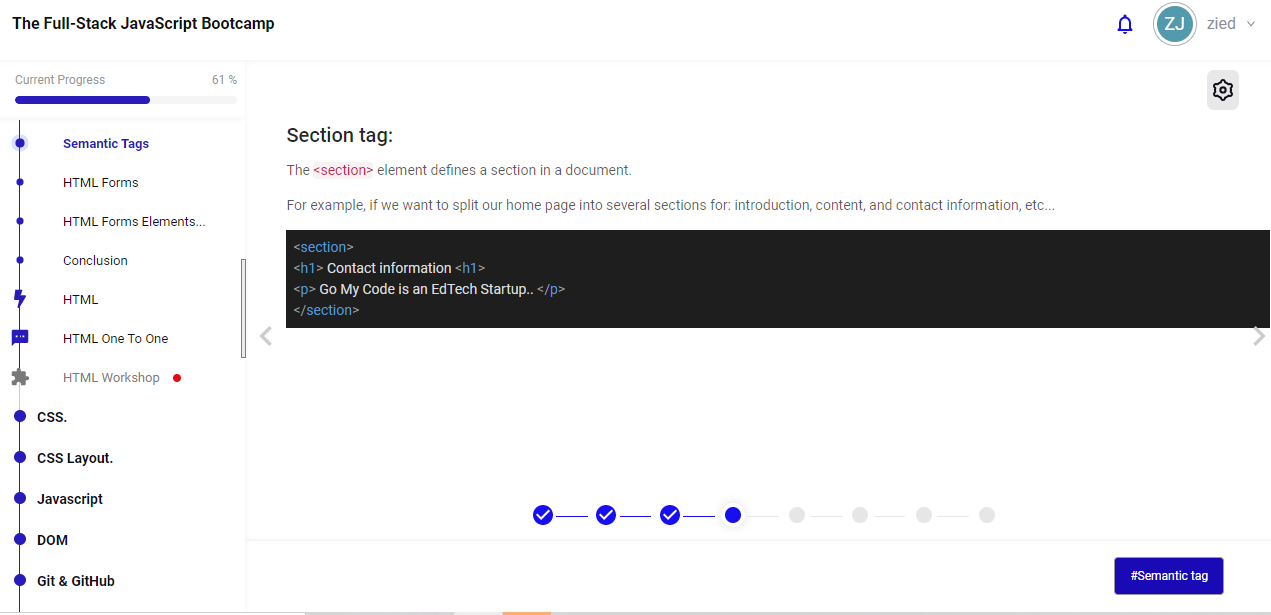 The Full-Stack JavaScript Bootcamp
ZJ
zied
Current Progress
61 %
Semantic Tags
HTML Forms
HTML Forms Elements...
Conclusion
HTML
HTML One To One
HTML Workshop
CSS.
CSS Layout.
Javascript
DOM
Git & GitHub
Section tag:
The <section> element defines a section in a document.
For example, if we want to split our home page into several sections for: introduction, content, and contact information, etc...
<section>
<h1> Contact information <h1>
<p> Go My Code is an EdTech Startup.. </p>
</section>
#Semantic tag